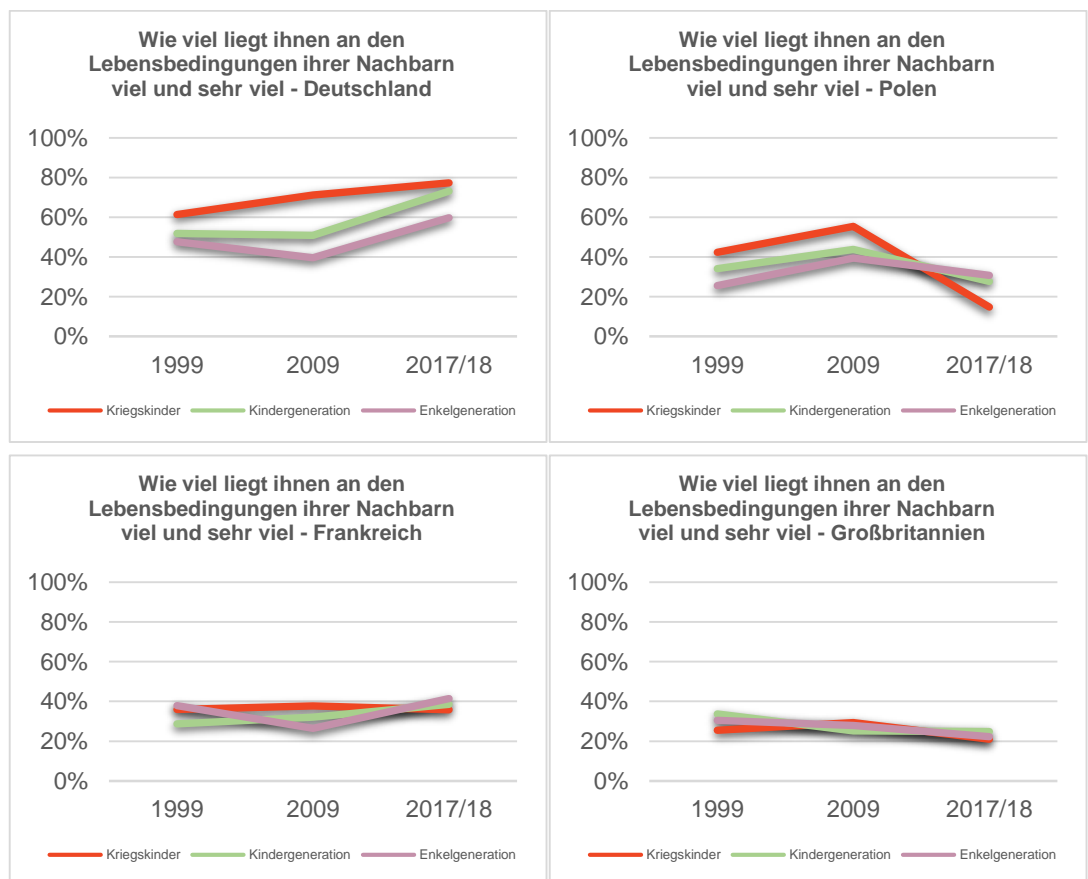 Wie viel liegt ihnen an den
Lebensbedingungen ihrer Nachbarn
viel und sehr viel - Deutschland
100%
80%
60%
40%
20%
0%
1999 2009 2017/18
Kriegskinder Kindergeneration Enkelgeneration
Wie viel liegt ihnen an den
Lebensbedingungen ihrer Nachbarn
viel und sehr viel - Polen
100%
80%
60%
40%
20%
0%
1999 2009 2017/18
Kriegskinder Kindergeneration Enkelgeneration
Wie viel liegt ihnen an den
Lebensbedingungen ihrer Nachbarn
viel und sehr viel - Frankreich
100%
80%
60%
40%
20%
0%
1999 2009 2017/18
Kriegskinder Kindergeneration Enkelgeneration
Wie viel liegt ihnen an den
Lebensbedingungen ihrer Nachbarn
viel und sehr viel - Großbritannien
100%
80%
60%
40%
20%
0%
1999 2009 2017/18
Kriegskinder Kindergeneration Enkelgeneration